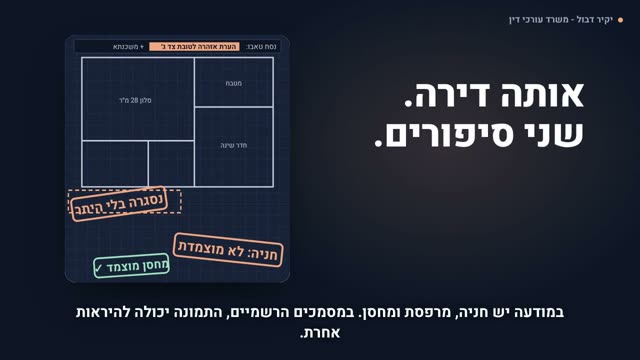 יקיר דבול - משרד עורכי דין
אותה דירה.
שני סיפורים.
נסח טאבו: הערת אזהרה לטובת צד ג' + משכנתא
מטבח
סלון 28 מ"ר
חדר שינה
נסגרה בלי היתר
חניה: לא מוצמדת
מחסן מוצמד ✓
במודעה יש חניה, מרפסת ומחסן. במסמכים הרשמיים, התמונה יכולה להיראות
אחרת.